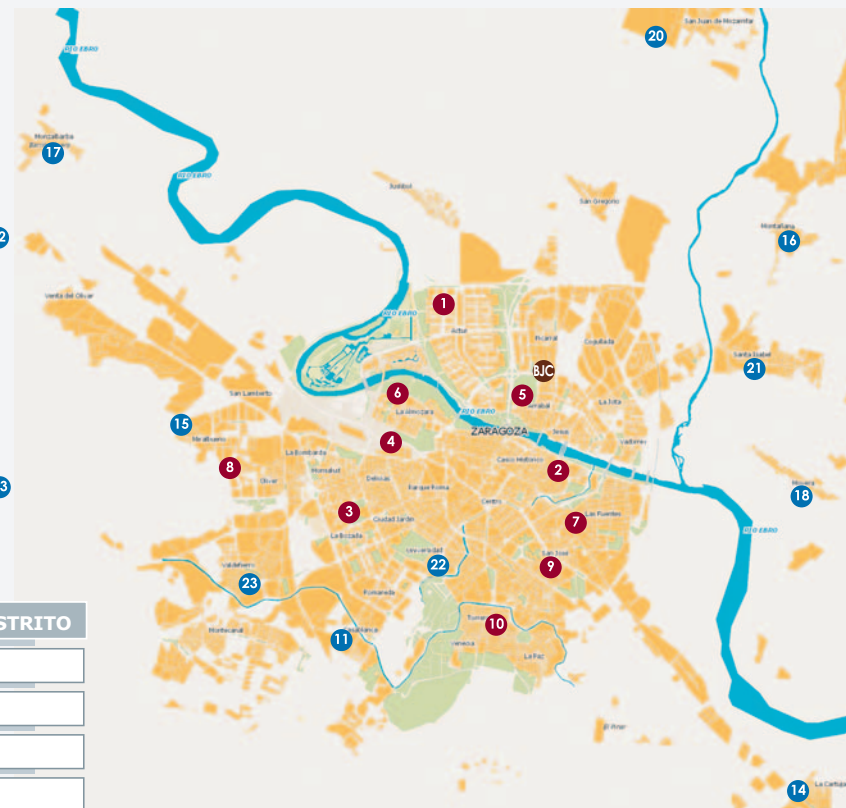 San Juan de Mozarrifar
20
RIO EBRO
Monzalbarba
17
RIO EBRO
Juslibol
San Gregorio
Montañana
16
2
Venta del Olivar
1
RIO EBRO
Actur
Picarral
Cogullada
Santa Isabel
21
BJC
San Lamberto
6
5
Arrabal
La Jota
La Almozara
RIO EBRO
15
Miralbueno
4
ZARAGOZA
Vadorrey
La Bombarda
Casco Histórico
2
8
Monsalud
Delicias
Oliver
Parque Roma
Movera
3
18
Centro
3
Ciudad Jardín
7
Las Fuentes
La Bozada
RIO EBRO
Universidad
San José
22
9
Valdefierro
23
Romareda
STRITO
10
Montecanal
11
Casablanca
Venecia
La Paz
El Pinar
La Cartuja
14